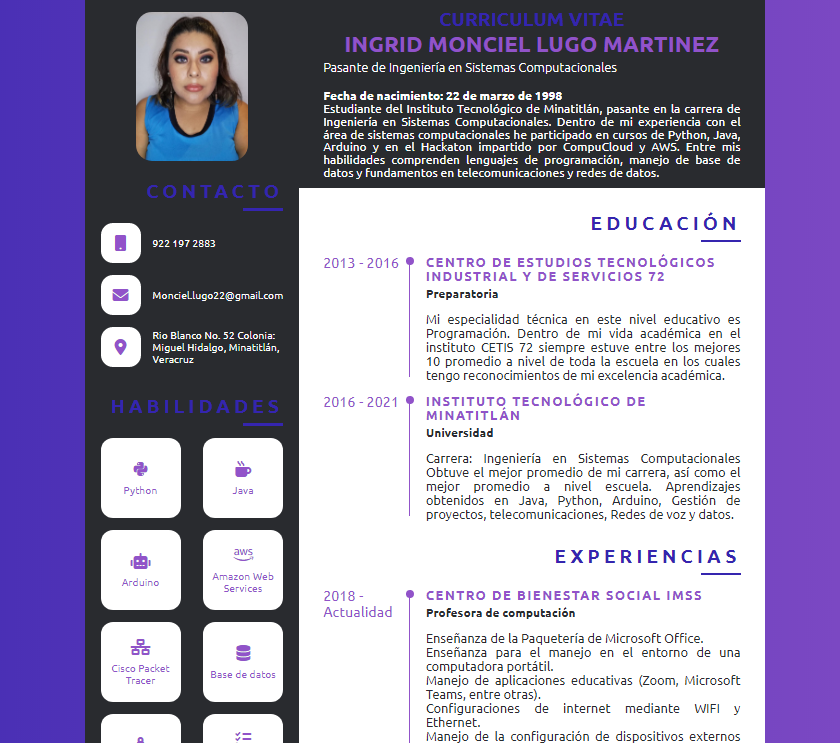 CURRICULUM VITAE
INGRID MONCIEL LUGO MARTINEZ
Pasante de Ingeniería en Sistemas Computacionales
Fecha de nacimiento: 22 de marzo de 1998
Estudiante del Instituto Tecnológico de Minatitlán, pasante en la carrera de
Ingeniería en Sistemas Computacionales. Dentro de mi experiencia con el
área de sistemas computacionales he participado en cursos de Python, Java,
Arduino y en el Hackaton impartido por CompuCloud y AWS. Entre mis
habilidades comprenden lenguajes de programación, manejo de base de
datos y fundamentos en telecomunicaciones y redes de datos.
CONTACTO
922 197 2883
Monciel.lugo22@gmail.com
Rio Blanco No. 52 Colonia:
Miguel Hidalgo, Minatitlán,
Veracruz
HABILIDADES
Python
Java
Arduino
aws
Amazon Web
Services
Cisco Packet
Tracer
Base de datos
EDUCACIÓN
2013 - 2016
CENTRO DE ESTUDIOS TECNOLÓGICOS
INDUSTRIAL Y DE SERVICIOS 72
Preparatoria
Mi especialidad técnica en este nivel educativo es
Programación. Dentro de mi vida académica en el
instituto CETIS 72 siempre estuve entre los mejores
10 promedio a nivel de toda la escuela en los cuales
tengo reconocimientos de mi excelencia académica.
2016 - 2021
INSTITUTO TECNOLÓGICO DE
MINATITLÁN
Universidad
Carrera: Ingeniería en Sistemas Computacionales
Obtuve el mejor promedio de mi carrera, así como el
mejor promedio a nivel escuela. Aprendizajes
obtenidos en Java, Python, Arduino, Gestión de
proyectos, telecomunicaciones, Redes de voz y datos.
EXPERIENCIAS
2018 -
Actualidad
CENTRO DE BIENESTAR SOCIAL IMSS
Profesora de computación
Enseñanza de la Paquetería de Microsoft Office.
Enseñanza para el manejo en el entorno de una
computadora portátil.
Manejo de aplicaciones educativas (Zoom, Microsoft
Teams, entre otras).
Configuraciones de internet mediante WIFI y
Ethernet.
Manejo de la configuración de dispositivos externos